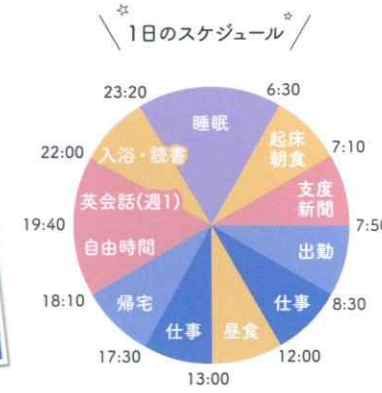 1日のスケジュール
23:20
6:30
睡眠
起床
朝食
7:10
22:00
入浴・読書
支度
新聞
英会話(週1)
19:40
出勤
自由時間
18:10
帰宅
仕事
8:30
仕事
昼食
17:30
12:00
13:00